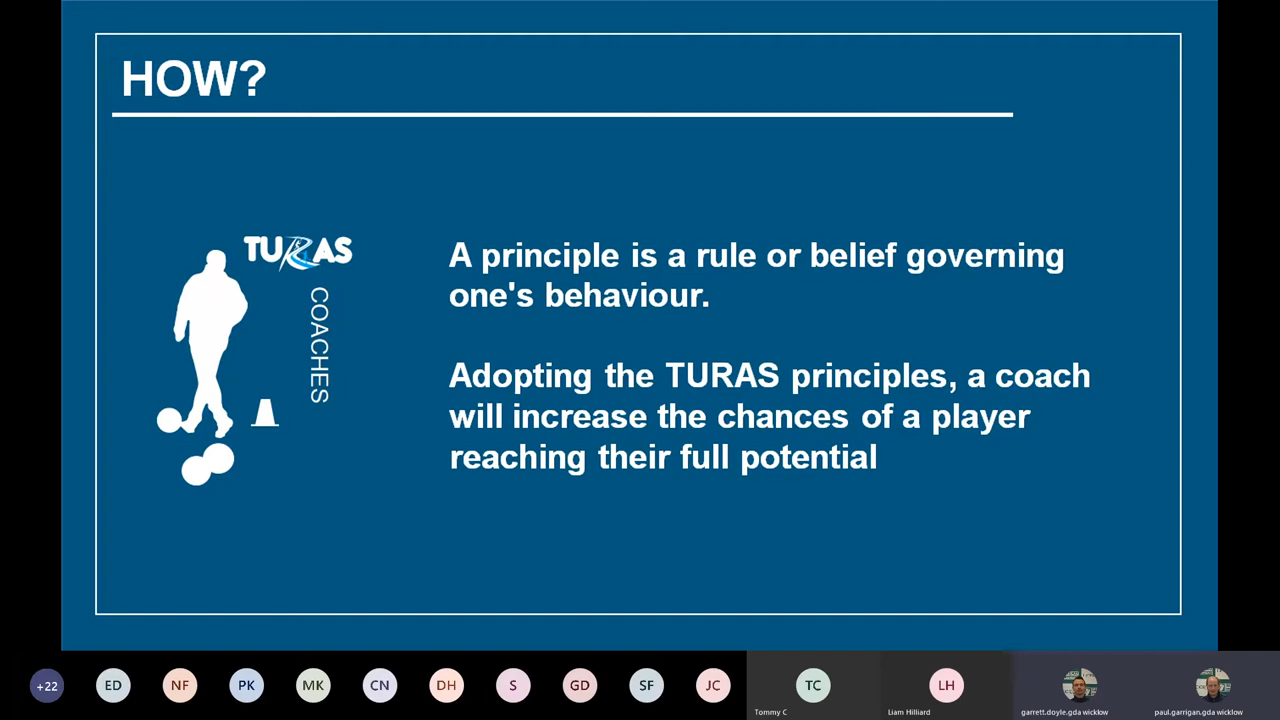 HOW?
TURAS
COACHES
A principle is a rule or belief governing
one's behaviour.
Adopting the TURAS principles, a coach
will increase the chances of a player
reaching their full potential
+22 ED NF PK MK CN DH S GD SF JC TC LH
Tommy C Liam Hilliard garrett.doyle.gda wicklow paul.garrigan.gda wicklow